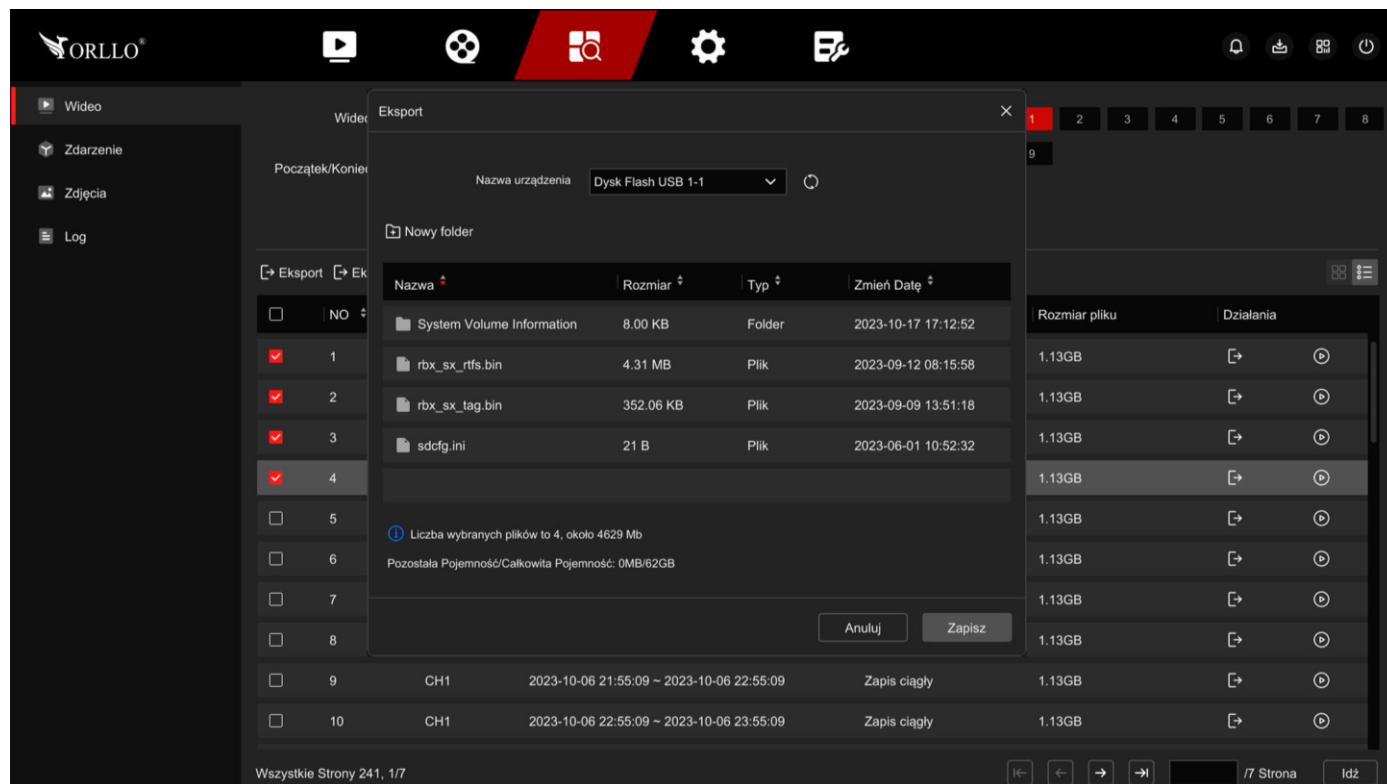 ORLLO®
Wideo
Zdarzenie
Zdjęcia
Log
Początek/Koniec
1 2 3 4 5 6 7 8
9
Eksport
Nazwa urządzenia Dysk Flash USB 1-1
Nowy folder
Nazwa Rozmiar Typ Zmień Datę
System Volume Information 8.00 KB Folder 2023-10-17 17:12:52
rbx_sx_rtfs.bin 4.31 MB Plik 2023-09-12 08:15:58
rbx_sx_tag.bin 352.06 KB Plik 2023-09-09 13:51:18
sdcfg.ini 21 B Plik 2023-06-01 10:52:32
Liczba wybranych plików to 4, około 4629 Mb
Pozostała Pojemność/Całkowita Pojemność: 0MB/62GB
Anuluj Zapisz
Eksport
NO Rozmiar pliku Działania
1 1.13GB
2 1.13GB
3 1.13GB
4 1.13GB
5 1.13GB
6 1.13GB
7 1.13GB
8 1.13GB
9 CH1 2023-10-06 21:55:09 ~ 2023-10-06 22:55:09 Zapis ciągły 1.13GB
10 CH1 2023-10-06 22:55:09 ~ 2023-10-06 23:55:09 Zapis ciągły 1.13GB
Wszystkie Strony 241, 1/7 /7 Strona Idź